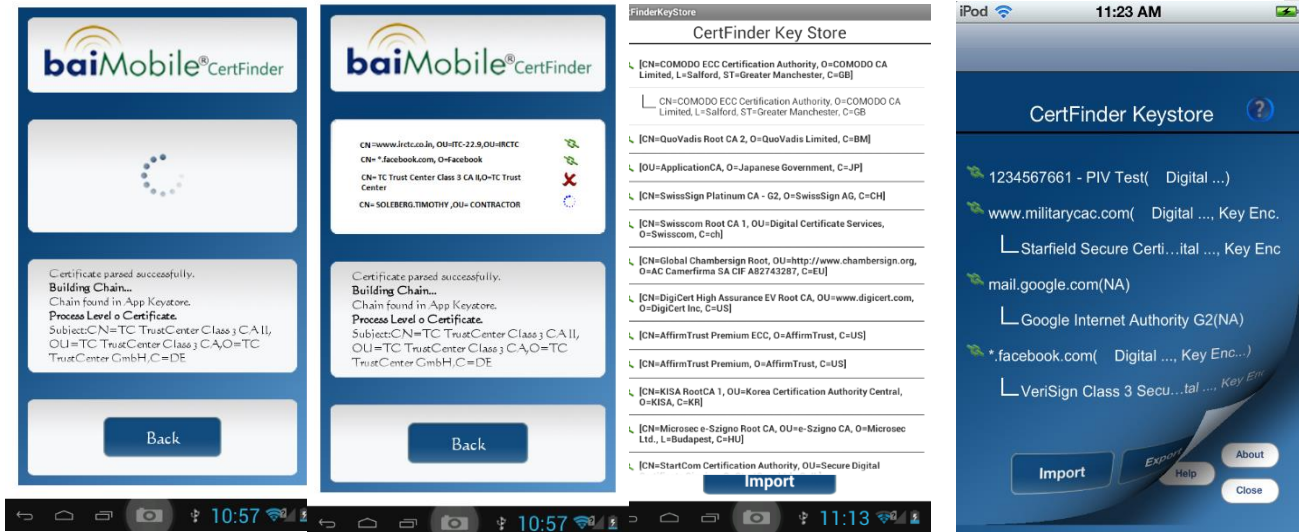 baiMobile® CertFinder
Certificate parsed successfully.
Building Chain...
Chain found in App Keystore.
Process Level 0 Certificate.
Subject:CN=TC TrustCenter Class 3 CA II,
OU=TC TrustCenter Class 3 CA,O=TC
TrustCenter GmbH,C=DE
Back
10:57
baiMobile® CertFinder
CN =www.irctc.co.in, OU=ITC-22.9,OU=IRCTC
CN= *.facebook.com, O=Facebook
CN= TC Trust Center Class 3 CA II,O=TC Trust
Center
CN= SOLEBERG.TIMOTHY ,OU= CONTRACTOR
Certificate parsed successfully.
Building Chain...
Chain found in App Keystore.
Process Level 0 Certificate.
Subject:CN=TC TrustCenter Class 3 CA II,
OU=TC TrustCenter Class 3 CA,O=TC
TrustCenter GmbH,C=DE
Back
10:57
FinderKeyStore
CertFinder Key Store
[CN=COMODO ECC Certification Authority, O=COMODO CA
Limited, L=Salford, ST=Greater Manchester, C=GB]
CN=COMODO ECC Certification Authority, O=COMODO CA
Limited, L=Salford, ST=Greater Manchester, C=GB
[CN=QuoVadis Root CA 2, O=QuoVadis Limited, C=BM]
[OU=ApplicationCA, O=Japanese Government, C=JP]
[CN=SwissSign Platinum CA - G2, O=SwissSign AG, C=CH]
[CN=Swisscom Root CA 1, OU=Digital Certificate Services,
O=Swisscom, C=ch]
[CN=Global Chambersign Root, OU=http://www.chambersign.org,
O=AC Camerfirma SA CIF A82743287, C=EU]
[CN=DigiCert High Assurance EV Root CA, OU=www.digicert.com,
O=DigiCert Inc, C=US]
[CN=AffirmTrust Premium ECC, O=AffirmTrust, C=US]
[CN=AffirmTrust Premium, O=AffirmTrust, C=US]
[CN=KISA RootCA 1, OU=Korea Certification Authority Central,
O=KISA, C=KR]
[CN=Microsec e-Szigno Root CA, OU=e-Szigno CA, O=Microsec
Ltd., L=Budapest, C=HU]
[CN=StartCom Certification Authority, OU=Secure Digital
Import
11:13
iPod 11:23 AM
CertFinder Keystore ?
1234567661 - PIV Test( Digital ...)
www.militarycac.com( Digital ..., Key Enc.
Starfield Secure Certi...ital ..., Key Enc
mail.google.com(NA)
Google Internet Authority G2(NA)
*.facebook.com( Digital ..., Key Enc...)
VeriSign Class 3 Secu...tal ..., Key Enc
Import
Export
Help
About
Close